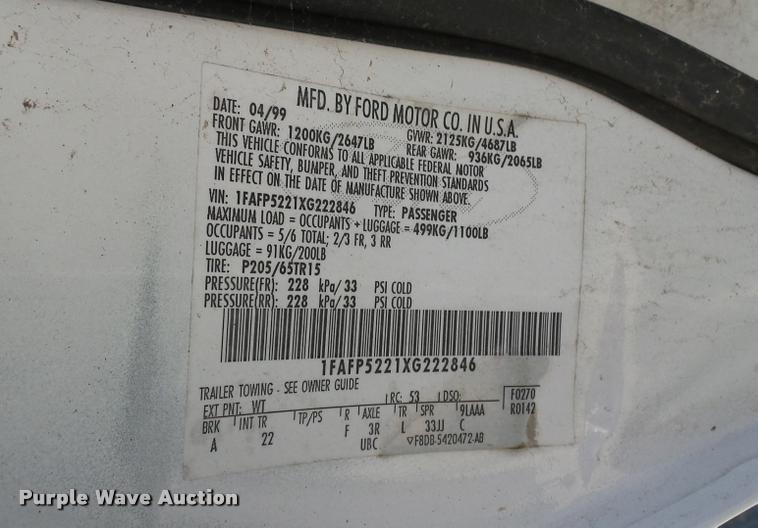 MFD. BY FORD MOTOR CO. IN U.S.A.
DATE: 04/99 GVWR: 2125KG/4687LB
FRONT GAWR: 1200KG/2647LB REAR GAWR: 936KG/2065LB
THIS VEHICLE CONFORMS TO ALL APPLICABLE FEDERAL MOTOR
VEHICLE SAFETY, BUMPER, AND THEFT PREVENTION STANDARDS
IN EFFECT ON THE DATE OF MANUFACTURE SHOWN ABOVE.
VIN: 1FAFP5221XG222846 TYPE: PASSENGER
MAXIMUM LOAD = OCCUPANTS + LUGGAGE = 499KG/1100LB
OCCUPANTS = 5/6 TOTAL; 2/3 FR, 3 RR
LUGGAGE = 91KG/200LB
TIRE: P205/65TR15
PRESSURE(FR) = 228 kPa/ 33 PSI COLD
PRESSURE(RR) = 228 kPa/ 33 PSI COLD
1FAFP5221XG222846
TRAILER TOWING - SEE OWNER GUIDE
EXT PNT: WT RC: 53 DSO: F0270
BRK INT TR TP/PS R AXLE TR SPR 9LAAA R0142
A 22 F 3R L 33JJ C
UBC ▽F8DB-5420472-AB
Purple Wave Auction